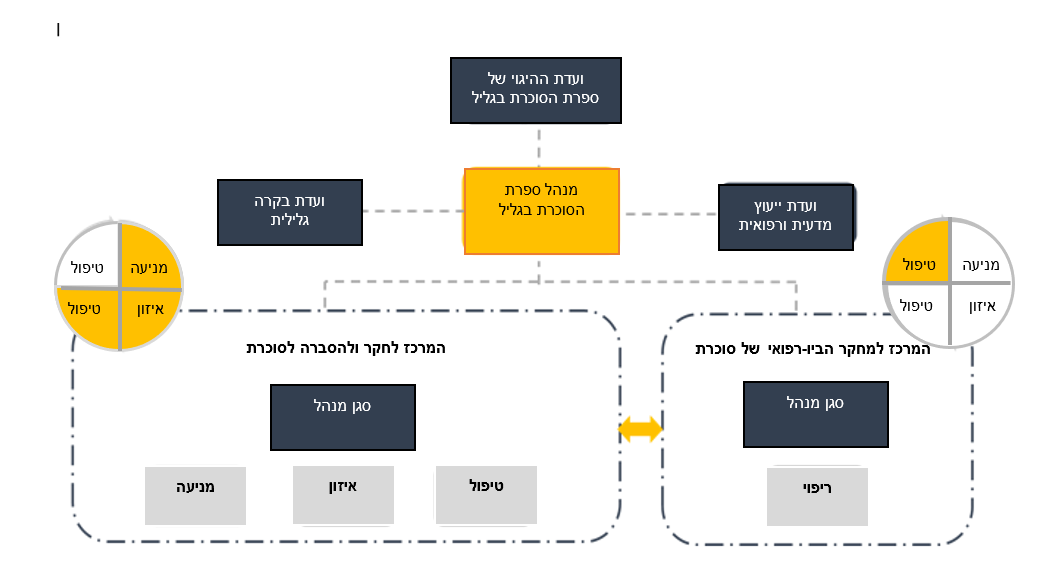 ועדת ההיגוי של
ספרת הסוכרת בגליל
מנהל ספרת
הסוכרת בגליל
ועדת ייעוץ
מדעית ורפואית
ועדת בקרה
גלילית
מניעה
טיפול
איזון
טיפול
מניעה
טיפול
איזון
טיפול
המרכז למחקר הביו-רפואי של סוכרת
סגן מנהל
ריפוי
המרכז לחקר ולהסברה לסוכרת
סגן מנהל
טיפול
איזון
מניעה